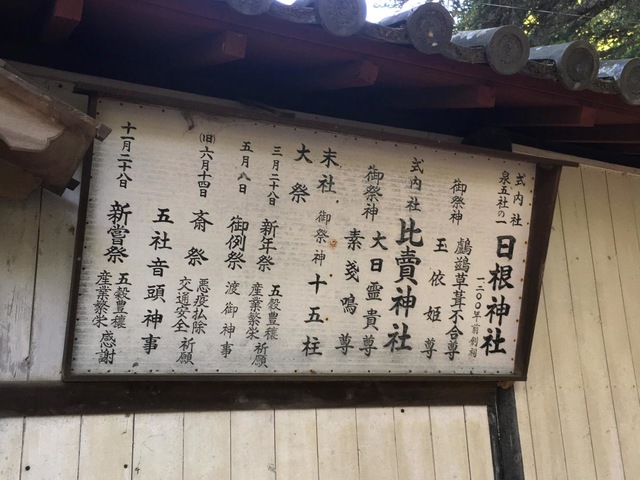 式内社
泉五社の一
日根神社
一二〇〇年前創祀
御祭神
鸕鷀草葺不合尊
玉依姫尊
式内社
比賣神社
御祭神
大日霊貴尊
素戔鳴尊
末社 御祭神 十五柱
大祭
三月二十八日 新年祭 五穀豊穣 産業繁栄 祈願
五月八日 御例祭 渡御神事
(旧)六月十四日 斎祭 悪疫払除 交通安全 祈願
五社音頭神事
十一月二十八日 新嘗祭 五穀豊穣 産業繁栄 感謝